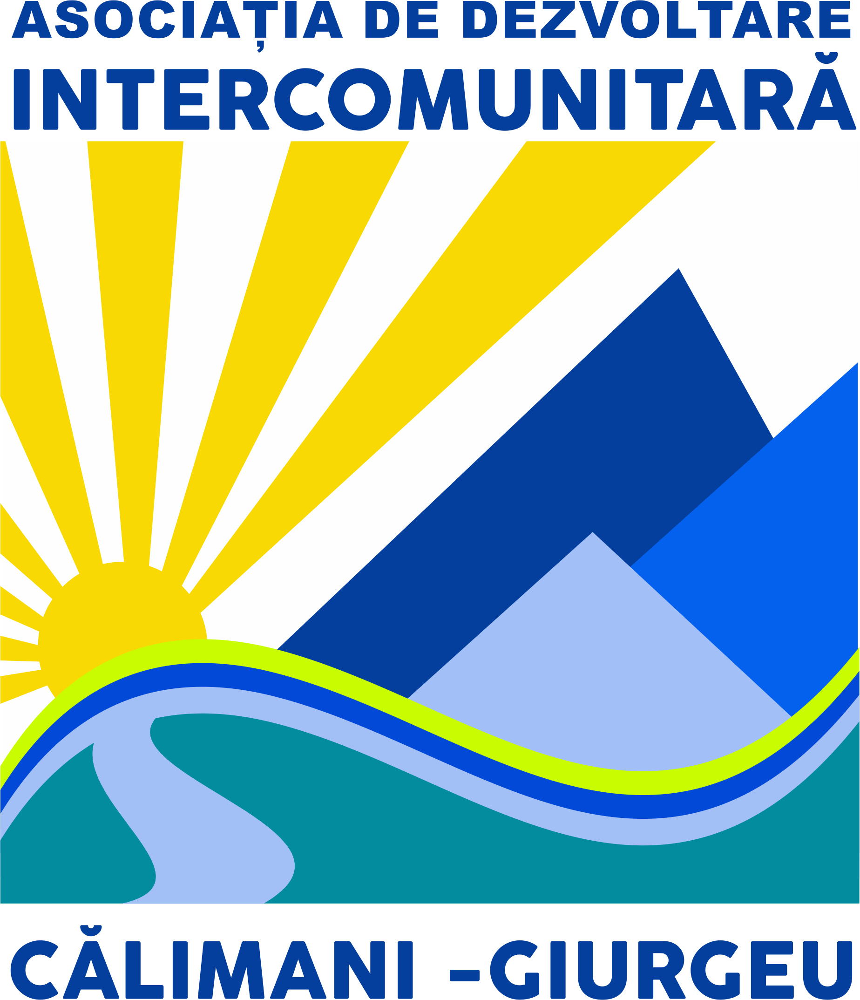 ASOCIAȚIA DE DEZVOLTARE
INTERCOMUNITARĂ
CĂLIMANI -GIURGEU